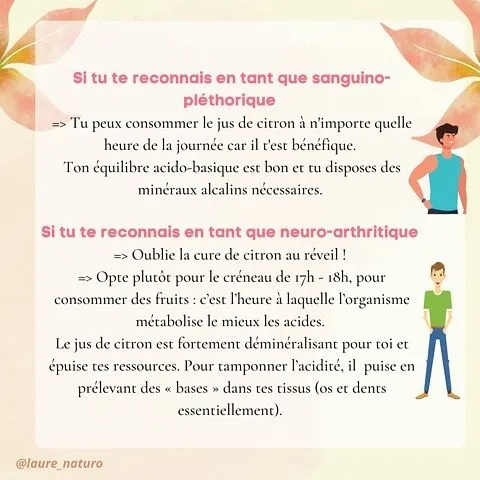 Si tu te reconnais en tant que sanguino-
pléthorique
=> Tu peux consommer le jus de citron à n'importe quelle
heure de la journée car il t'est bénéfique.
Ton équilibre acido-basique est bon et tu disposes des
minéraux alcalins nécessaires.
Si tu te reconnais en tant que neuro-arthritique
=> Oublie la cure de citron au réveil !
=> Opte plutôt pour le créneau de 17h - 18h, pour
consommer des fruits : c'est l'heure à laquelle l'organisme
métabolise le mieux les acides.
Le jus de citron est fortement déminéralisant pour toi et
épuise tes ressources. Pour tamponner l'acidité, il puise en
prélevant des « bases » dans tes tissus (os et dents
essentiellement).
@laure_naturo